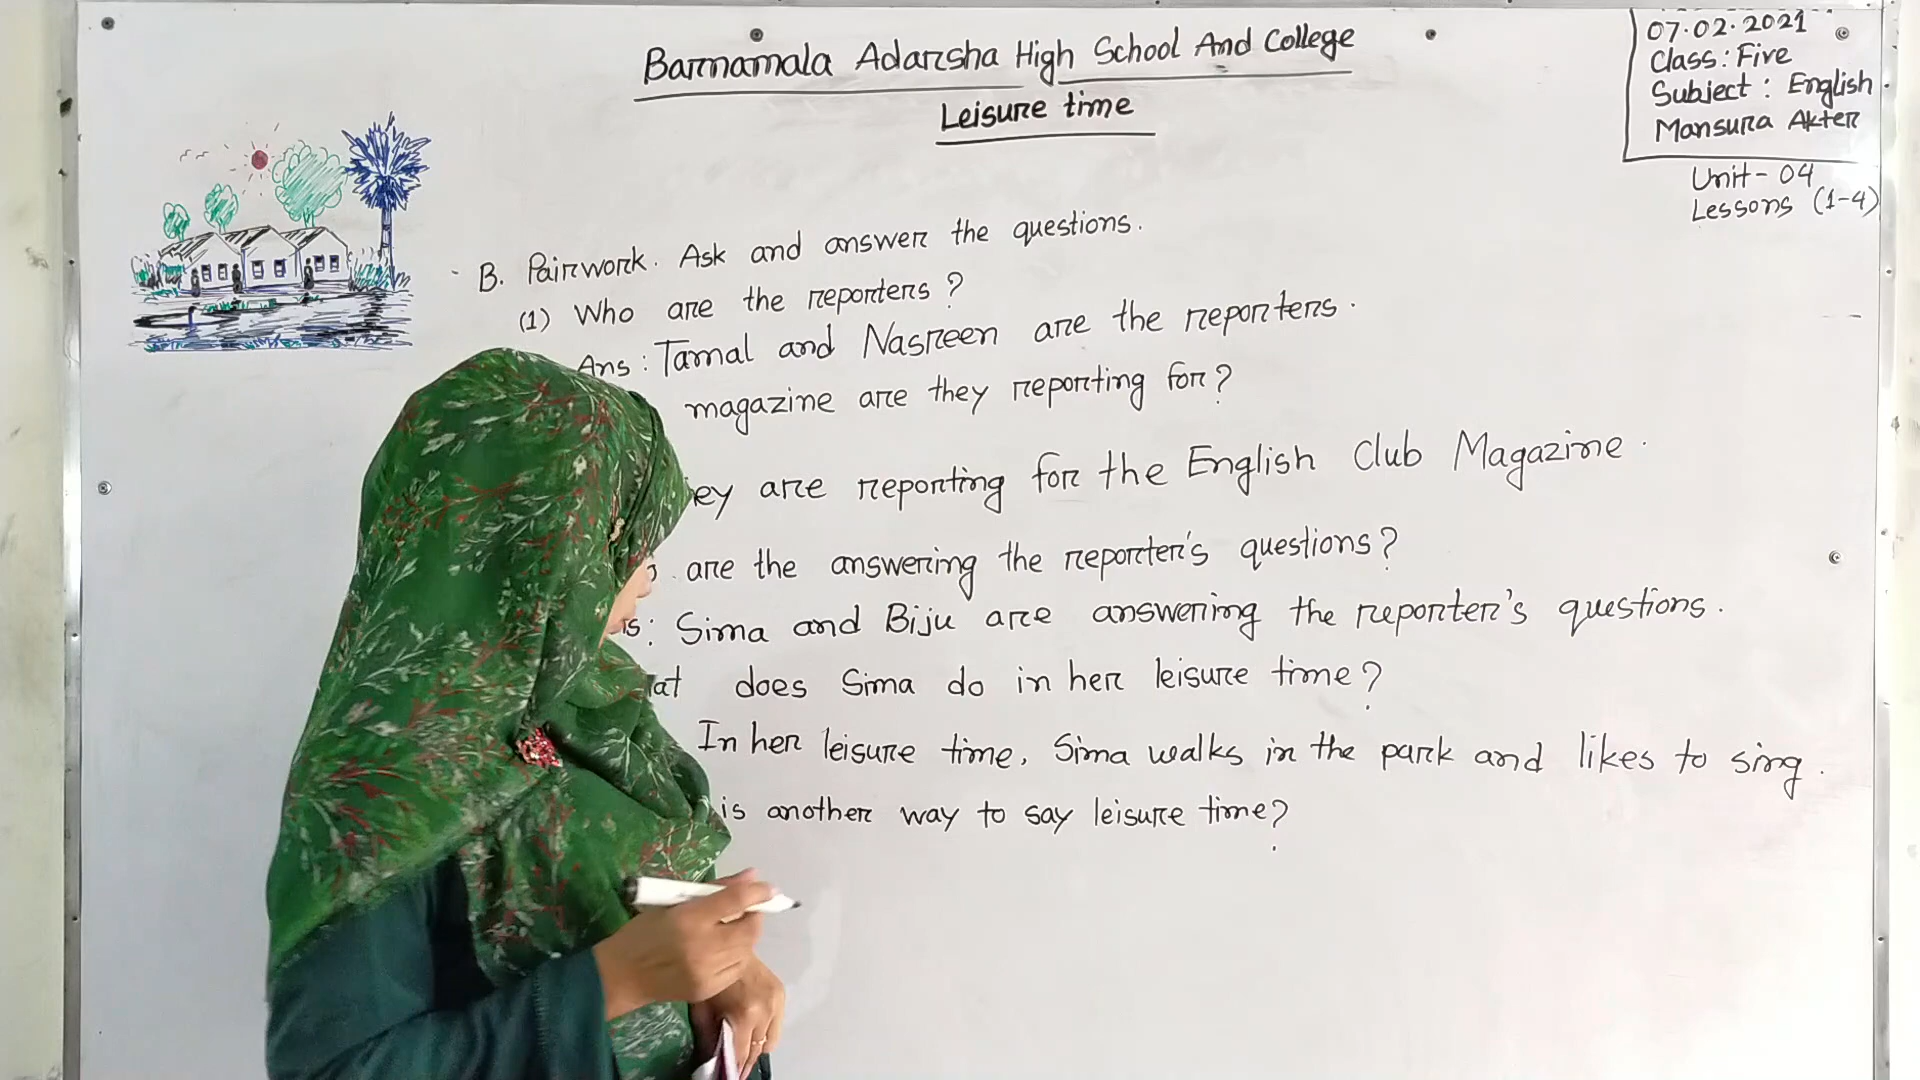 Barnamala Adarsha High School And College
Leisure time
07.02.2021
Class: Five
Subject: English
Mansura Akter
Unit- 04
Lessons (1-4)
B. Pairwork. Ask and answer the questions.
(1) Who are the reporters?
Ans: Tamal and Nasreen are the reporters.
magazine are they reporting for?
are reporting for the English Club Magazine.
are the answering the reporter's questions?
Sima and Biju are answering the reporter's questions.
does Sima do in her leisure time?
In her leisure time, Sima walks in the park and likes to sing.
is another way to say leisure time?